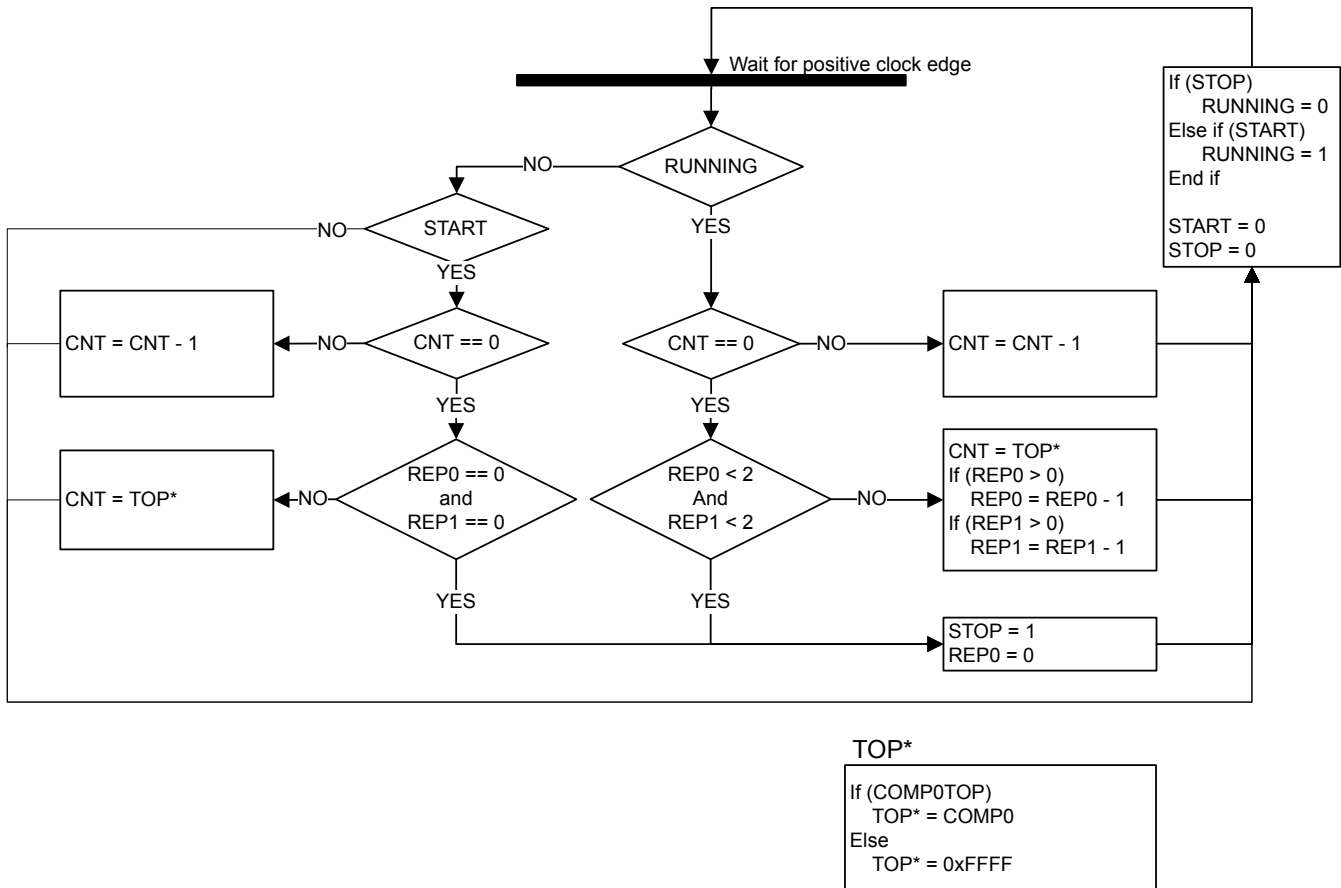 Wait for positive clock edge
If (STOP)
RUNNING = 0
Else if (START)
RUNNING = 1
End if
START = 0
STOP = 0
NO
RUNNING
YES
NO
START
YES
CNT = CNT - 1
NO
CNT == 0
YES
CNT == 0
NO
CNT = CNT - 1
YES
CNT = TOP*
NO
REP0 == 0
and
REP1 == 0
YES
REP0 < 2
And
REP1 < 2
NO
CNT = TOP*
If (REP0 > 0)
REP0 = REP0 - 1
If (REP1 > 0)
REP1 = REP1 - 1
YES
STOP = 1
REP0 = 0
TOP*
If (COMP0TOP)
TOP* = COMP0
Else
TOP* = 0xFFFF